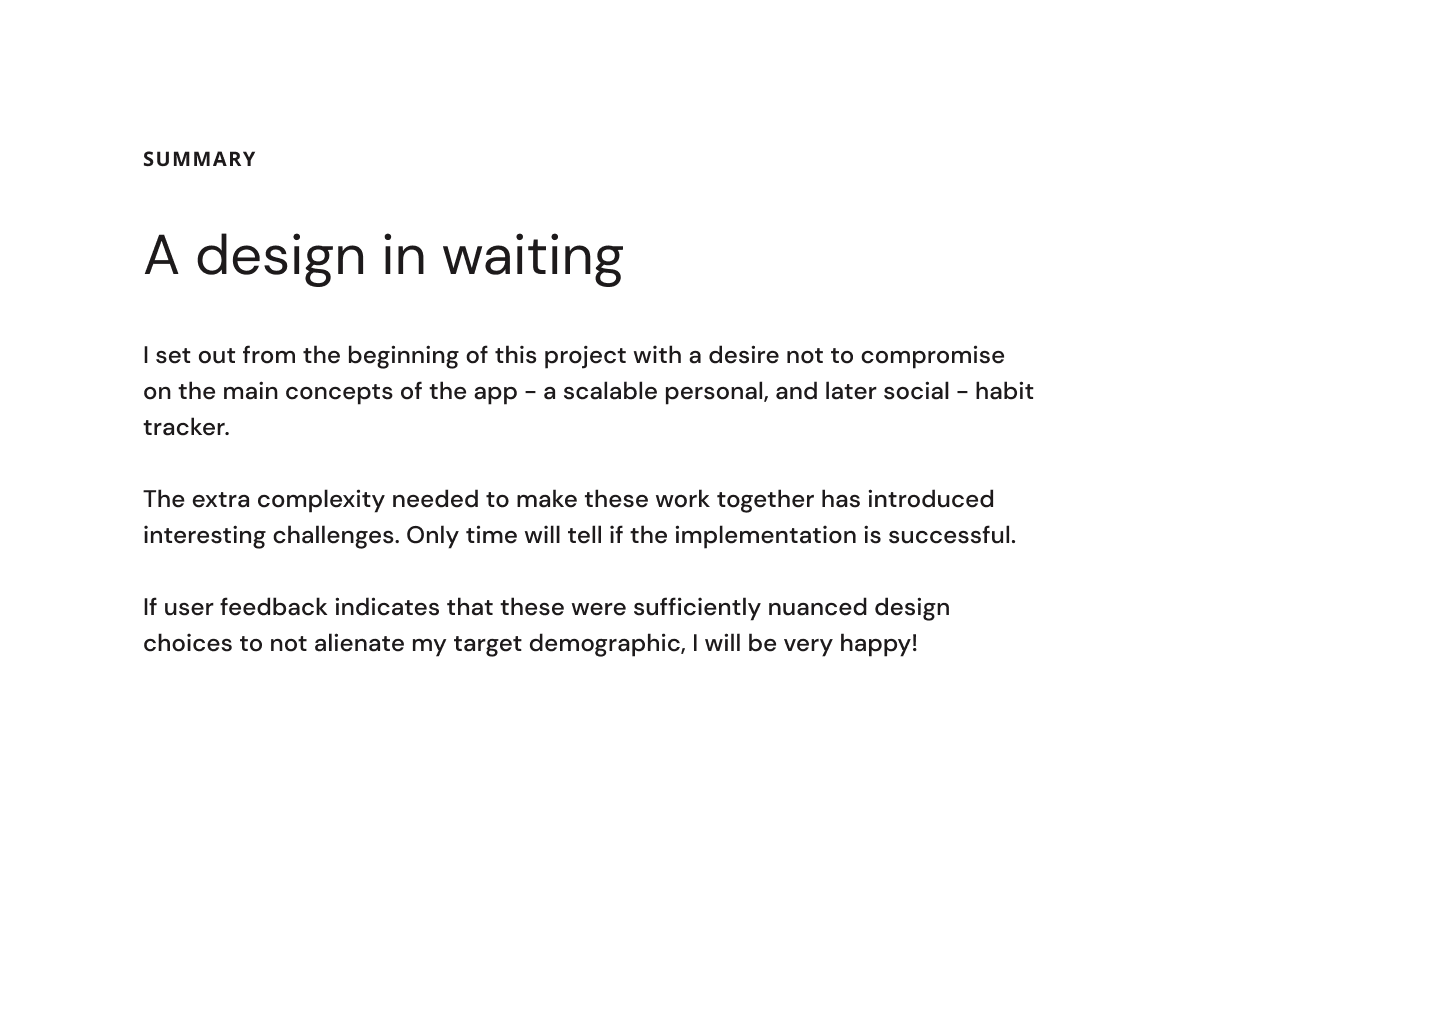 SUMMARY
A design in waiting
I set out from the beginning of this project with a desire not to compromise
on the main concepts of the app – a scalable personal, and later social – habit
tracker.
The extra complexity needed to make these work together has introduced
interesting challenges. Only time will tell if the implementation is successful.
If user feedback indicates that these were sufficiently nuanced design
choices to not alienate my target demographic, I will be very happy!